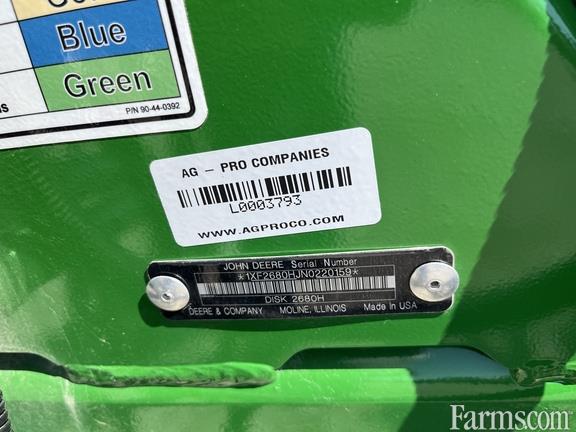 Blue
Green
ns
P/N 90-44-0392
AG - PRO COMPANIES
L0003793
WWW.AGPROCO.COM
JOHN DEERE Serial Number
*1XF2680HJN0220159*
DISK 2680H
DEERE & COMPANY MOLINE, ILLINOIS Made in USA
Farms.com